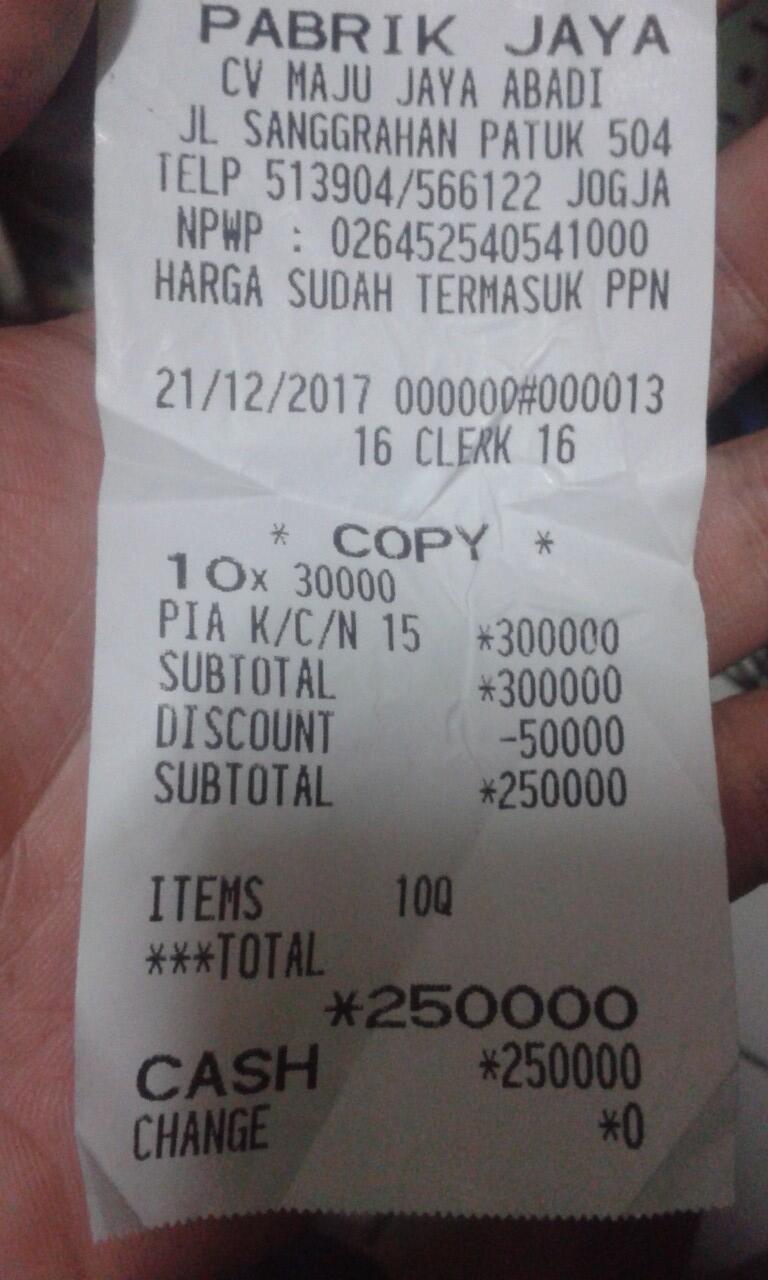 PABRIK JAYA
CV MAJU JAYA ABADI
JL SANGGRAHAN PATUK 504
TELP 513904/566122 JOGJA
NPWP : 026452540541000
HARGA SUDAH TERMASUK PPN
21/12/2017 000000#000013
16 CLERK 16
* COPY *
10x 30000
PIA K/C/N 15 *300000
SUBTOTAL *300000
DISCOUNT -50000
SUBTOTAL *250000
ITEMS 10Q
***TOTAL
*250000
CASH *250000
CHANGE *0